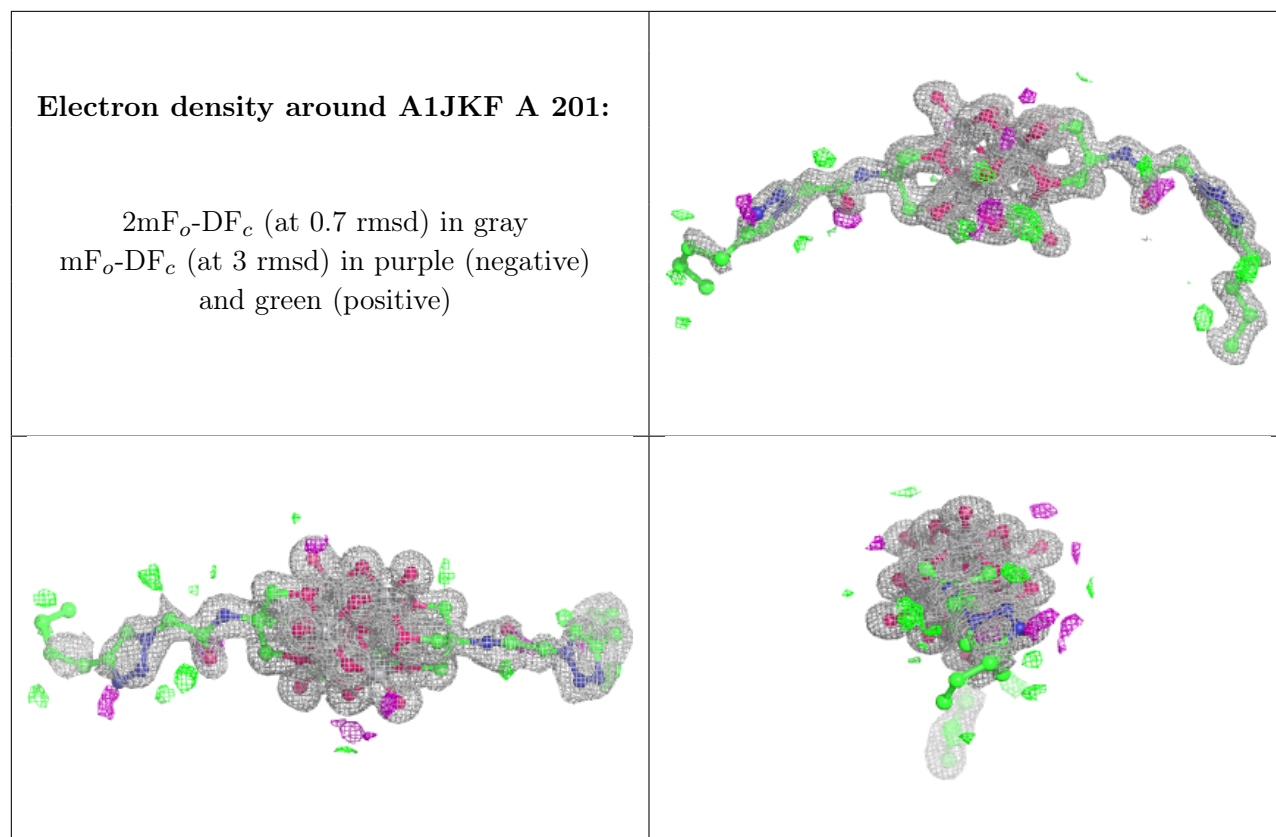 Electron density around A1JKF A 201:
2mFₒ-DF𝒸 (at 0.7 rmsd) in gray
mFₒ-DF𝒸 (at 3 rmsd) in purple (negative)
and green (positive)